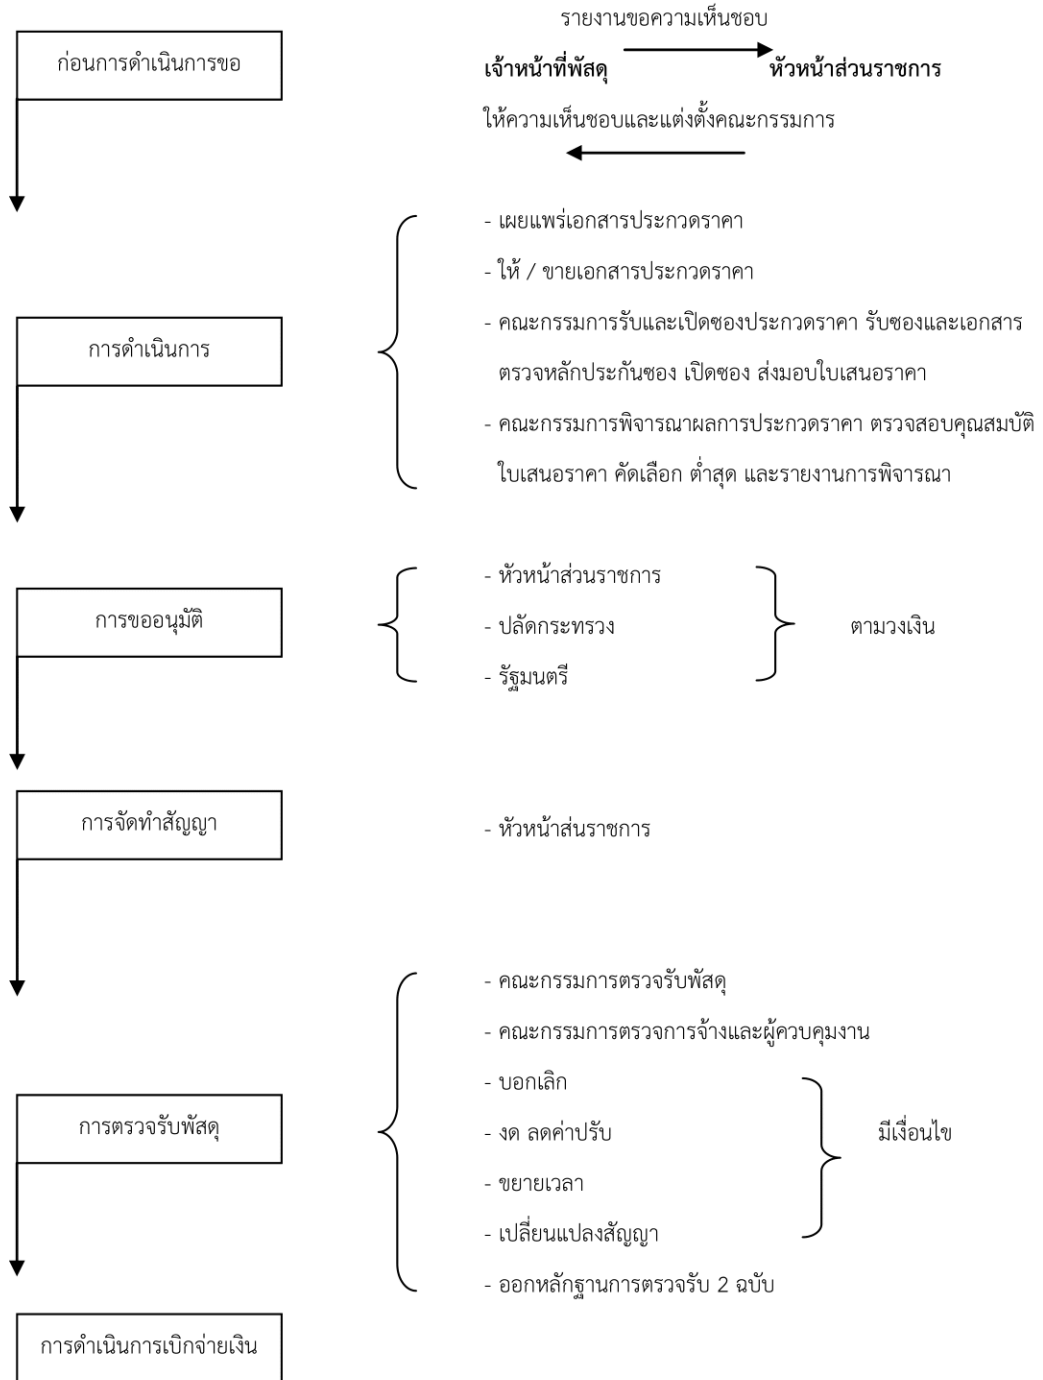 รายงานขอความเห็นชอบ
ก่อนการดำเนินการขอ
เจ้าหน้าที่พัสดุ หัวหน้าส่วนราชการ
ให้ความเห็นชอบและแต่งตั้งคณะกรรมการ
- เผยแพร่เอกสารประกวดราคา
- ให้ / ขายเอกสารประกวดราคา
- คณะกรรมการรับและเปิดซองประกวดราคา รับซองและเอกสาร
การดำเนินการ
ตรวจหลักประกันซอง เปิดซอง ส่งมอบใบเสนอราคา
- คณะกรรมการพิจารณาผลการประกวดราคา ตรวจสอบคุณสมบัติ
ใบเสนอราคา คัดเลือก ต่ำสุด และรายงานการพิจารณา
- หัวหน้าส่วนราชการ
การขออนุมัติ
- ปลัดกระทรวง ตามวงเงิน
- รัฐมนตรี
การจัดทำสัญญา
- หัวหน้าส่นราชการ
- คณะกรรมการตรวจรับพัสดุ
- คณะกรรมการตรวจการจ้างและผู้ควบคุมงาน
- บอกเลิก
การตรวจรับพัสดุ
- งด ลดค่าปรับ มีเงื่อนไข
- ขยายเวลา
- เปลี่ยนแปลงสัญญา
- ออกหลักฐานการตรวจรับ 2 ฉบับ
การดำเนินการเบิกจ่ายเงิน